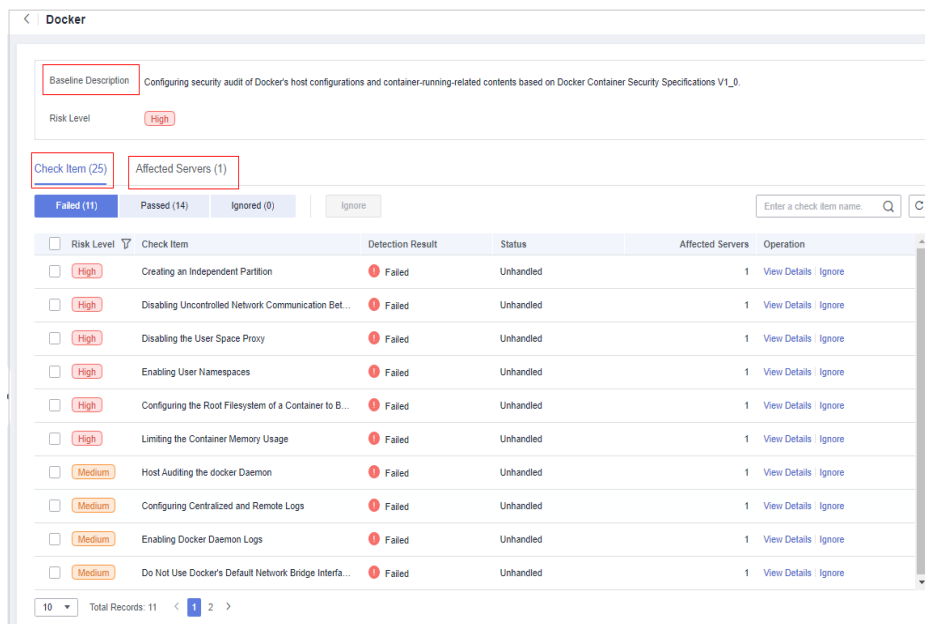 < Docker
Baseline Description Configuring security audit of Docker's host configurations and container-running-related contents based on Docker Container Security Specifications V1_0.
Risk Level High
Check Item (25) Affected Servers (1)
Failed (11) Passed (14) Ignored (0) Ignore Enter a check item name.
Risk Level Check Item Detection Result Status Affected Servers Operation
High Creating an Independent Partition Failed Unhandled 1 View Details Ignore
High Disabling Uncontrolled Network Communication Bet... Failed Unhandled 1 View Details Ignore
High Disabling the User Space Proxy Failed Unhandled 1 View Details Ignore
High Enabling User Namespaces Failed Unhandled 1 View Details Ignore
High Configuring the Root Filesystem of a Container to B... Failed Unhandled 1 View Details Ignore
High Limiting the Container Memory Usage Failed Unhandled 1 View Details Ignore
Medium Host Auditing the docker Daemon Failed Unhandled 1 View Details Ignore
Medium Configuring Centralized and Remote Logs Failed Unhandled 1 View Details Ignore
Medium Enabling Docker Daemon Logs Failed Unhandled 1 View Details Ignore
Medium Do Not Use Docker's Default Network Bridge Interfa... Failed Unhandled 1 View Details Ignore
10 Total Records: 11 < 1 2 >